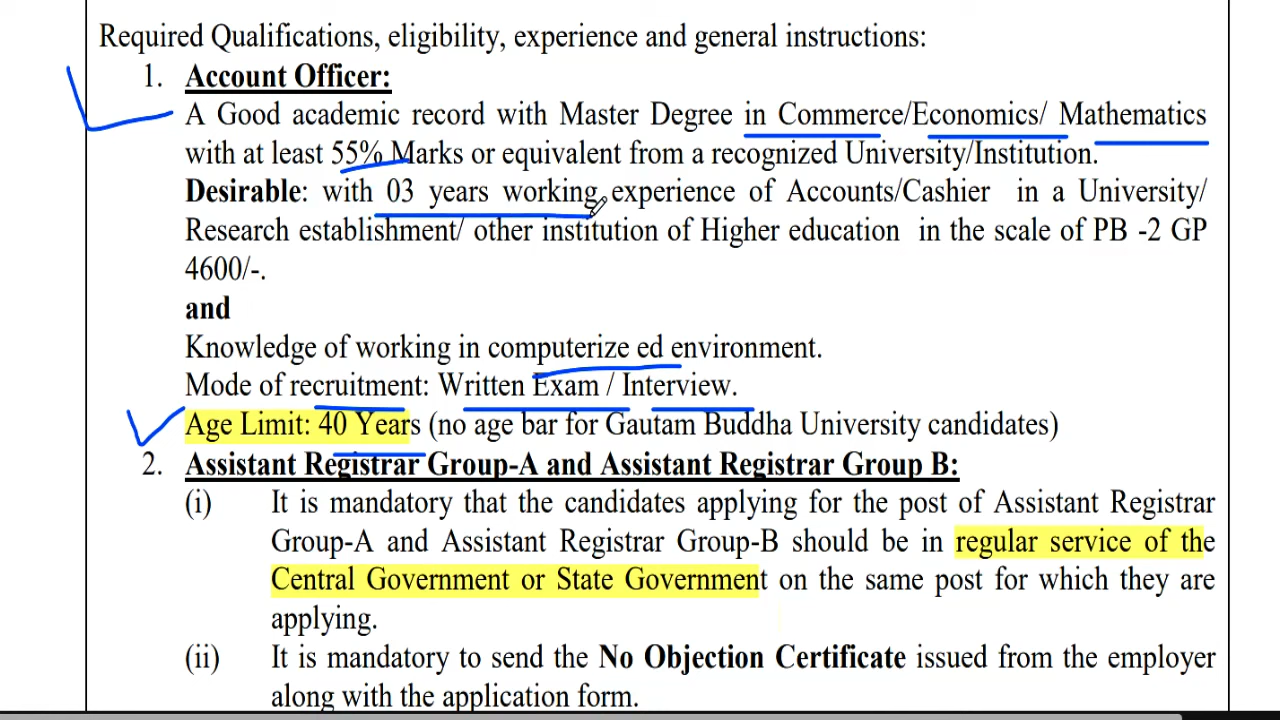 Required Qualifications, eligibility, experience and general instructions:
1. Account Officer:
A Good academic record with Master Degree in Commerce/Economics/ Mathematics
with at least 55% Marks or equivalent from a recognized University/Institution.
Desirable: with 03 years working experience of Accounts/Cashier in a University/
Research establishment/ other institution of Higher education in the scale of PB -2 GP
4600/-.
and
Knowledge of working in computerize ed environment.
Mode of recruitment: Written Exam / Interview.
Age Limit: 40 Years (no age bar for Gautam Buddha University candidates)
2. Assistant Registrar Group-A and Assistant Registrar Group B:
(i) It is mandatory that the candidates applying for the post of Assistant Registrar
Group-A and Assistant Registrar Group-B should be in regular service of the
Central Government or State Government on the same post for which they are
applying.
(ii) It is mandatory to send the No Objection Certificate issued from the employer
along with the application form.